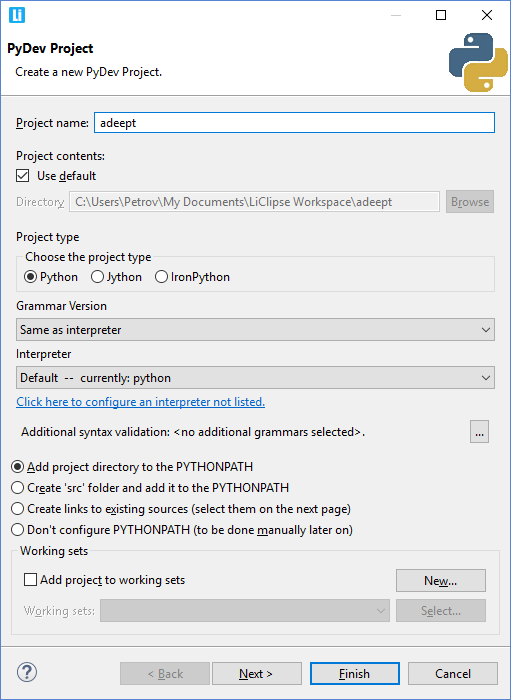 Li
PyDev Project
Create a new PyDev Project.
Project name: adeept
Project contents:
Use default
Directory C:\Users\Petrov\My Documents\LiClipse Workspace\adeept Browse
Project type
Choose the project type
Python Jython IronPython
Grammar Version
Same as interpreter
Interpreter
Default -- currently: python
Click here to configure an interpreter not listed.
Additional syntax validation: <no additional grammars selected>. ...
Add project directory to the PYTHONPATH
Create 'src' folder and add it to the PYTHONPATH
Create links to existing sources (select them on the next page)
Don't configure PYTHONPATH (to be done manually later on)
Working sets
Add project to working sets New...
Working sets: Select...
? < Back Next > Finish Cancel